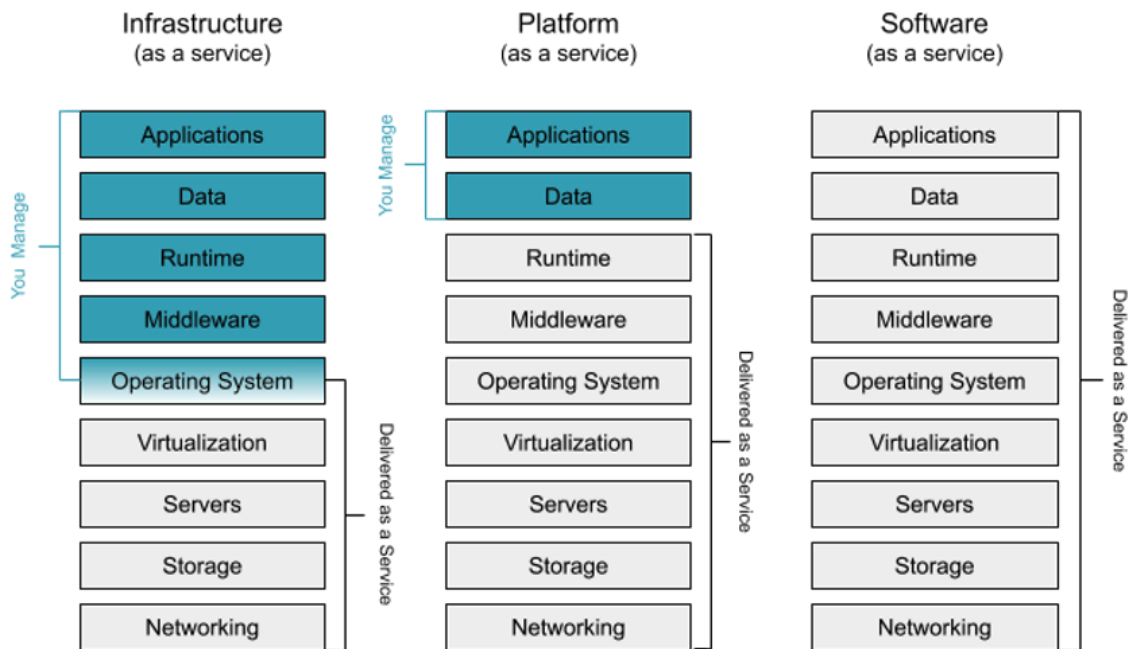 Infrastructure
(as a service)
You Manage
Applications
Data
Runtime
Middleware
Operating System
Virtualization
Servers
Storage
Networking
Delivered as a Service
Platform
(as a service)
You Manage
Applications
Data
Runtime
Middleware
Operating System
Virtualization
Servers
Storage
Networking
Delivered as a Service
Software
(as a service)
Applications
Data
Runtime
Middleware
Operating System
Virtualization
Servers
Storage
Networking
Delivered as a Service